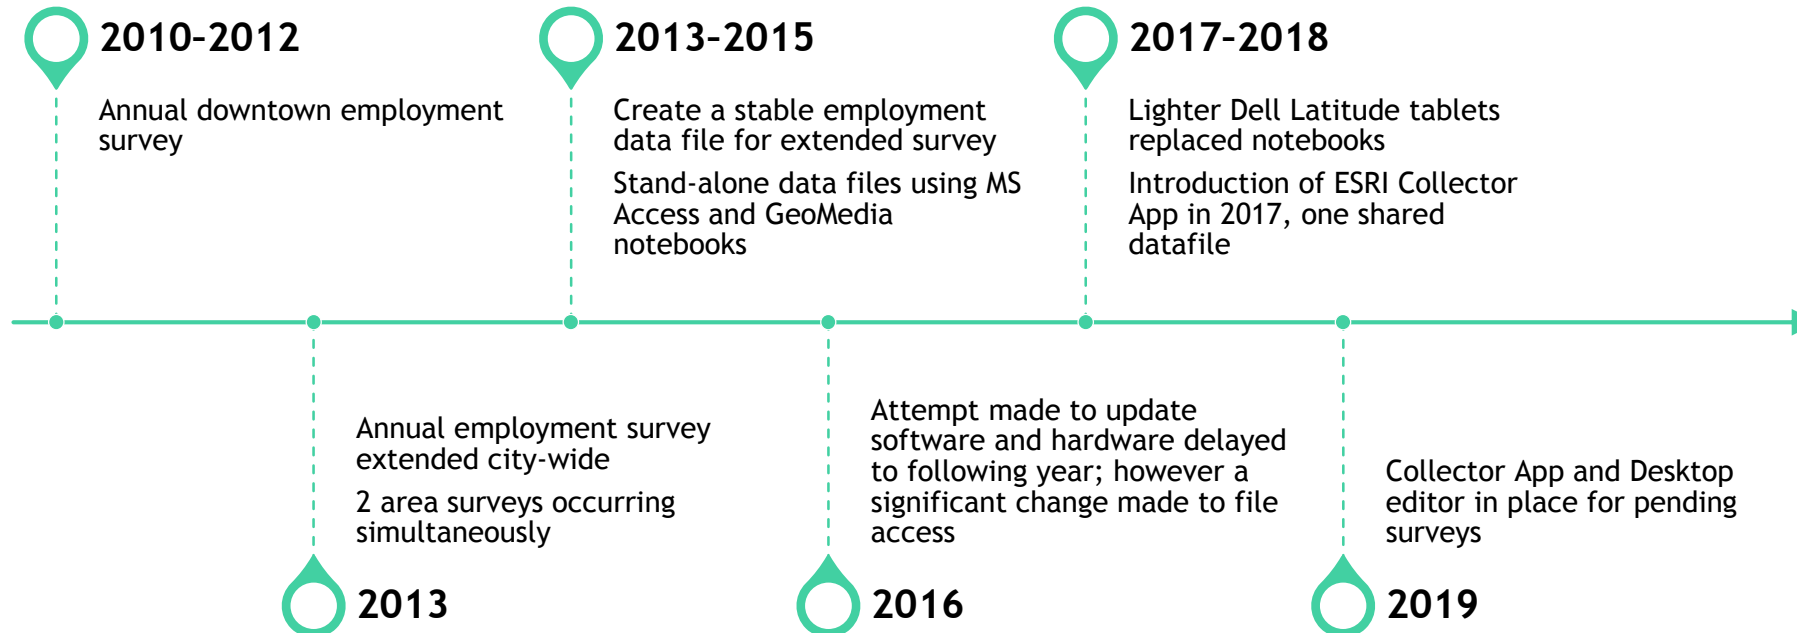 2010-2012
Annual downtown employment
survey
2013
Annual employment survey
extended city-wide
2 area surveys occurring
simultaneously
2013-2015
Create a stable employment
data file for extended survey
Stand-alone data files using MS
Access and GeoMedia
notebooks
2016
Attempt made to update
software and hardware delayed
to following year; however a
significant change made to file
access
2017-2018
Lighter Dell Latitude tablets
replaced notebooks
Introduction of ESRI Collector
App in 2017, one shared
datafile
2019
Collector App and Desktop
editor in place for pending
surveys